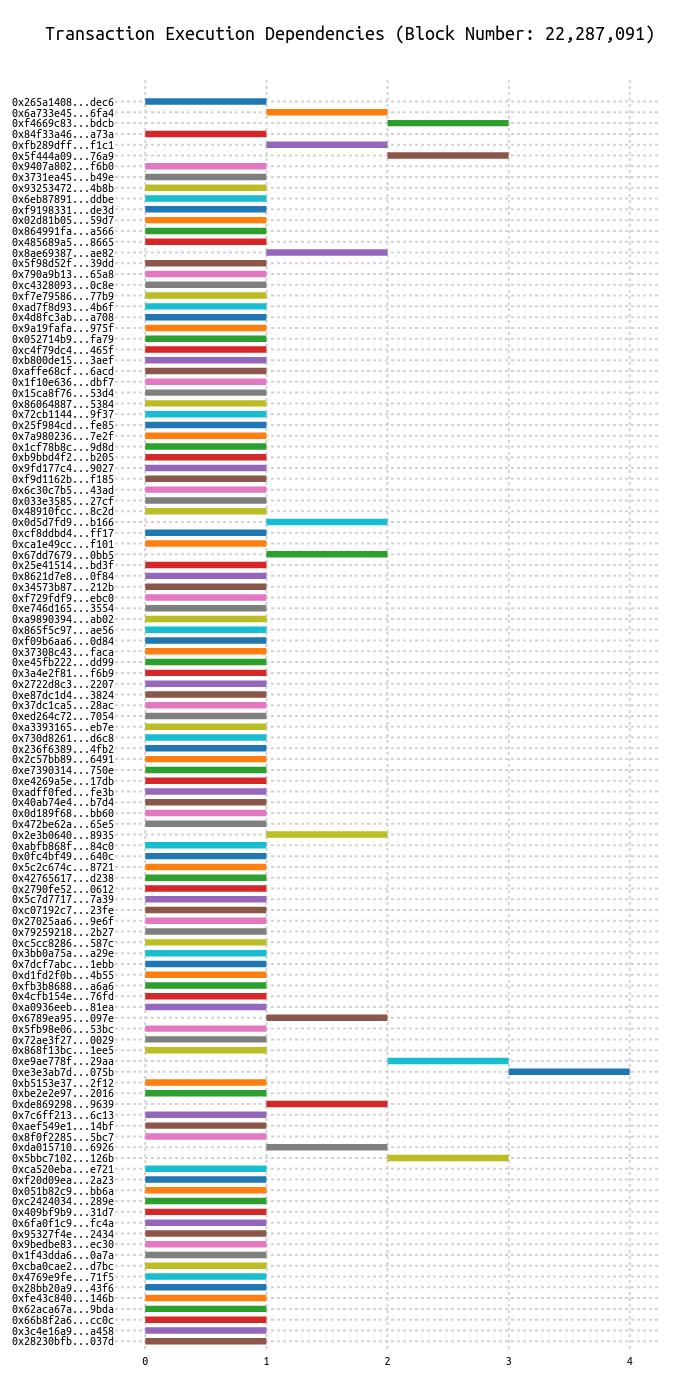 Transaction Execution Dependencies (Block Number: 22,287,091)
0x265a1408...dec6
0x6a733e45...6fa4
0xf4669c83...bdcb
0x84f33a46...a73a
0xfb289dff...f1c1
0x5f444a09...76a9
0x9407a802...f6b0
0x3731ea45...b49e
0x93253472...4b8b
0x6eb87891...ddbe
0xf9198331...de3d
0x02d81b05...59d7
0x864991fa...a566
0x485689a5...8665
0x8ae69387...ae82
0x5f98d52f...39dd
0x790a9b13...65a8
0xc4328093...0c8e
0xf7e79586...77b9
0xad7f8d93...4b6f
0x4d8fc3ab...a708
0x9a19fafa...975f
0x052714b9...fa79
0xc4f79dc4...465f
0xb800de15...3aef
0xaffe68cf...6acd
0x1f10e636...dbf7
0x15ca8f76...53d4
0x86064887...5384
0x72cb1144...9f37
0x25f984cd...fe85
0x7a980236...7e2f
0x1cf78b8c...9d8d
0xb9bbd4f2...b205
0x9fd177c4...9027
0xf9d1162b...f185
0x6c30c7b5...43ad
0x033e3585...27cf
0x48910fcc...8c2d
0x0d5d7fd9...b166
0xcf8ddbd4...ff17
0xca1e49cc...f101
0x67dd7679...0bb5
0x25e41514...bd3f
0x8621d7e8...0f84
0x34573b87...212b
0xf729fdf9...ebc0
0xe746d165...3554
0xa9890394...ab02
0x865f5c97...ae56
0xf09b6aa6...0d84
0x37308c43...faca
0xe45fb222...dd99
0x3a4e2f81...f6b9
0x2722d8c3...2207
0xe87dc1d4...3824
0x37dc1ca5...28ac
0xed264c72...7054
0xa3393165...eb7e
0x730d8261...d6c8
0x236f6389...4fb2
0x2c57bb89...6491
0xe7390314...750e
0xe4269a5e...17db
0xadff0fed...fe3b
0x40ab74e4...b7d4
0x0d189f68...bb60
0x472be62a...65e5
0x2e3b0640...8935
0xabfb868f...84c0
0x0fc4bf49...640c
0x5c2c674c...8721
0x42765617...d238
0x2790fe52...0612
0x5c7d7717...7a39
0xc07192c7...23fe
0x27025aa6...9e6f
0x79259218...2b27
0xc5cc8286...587c
0x3bb0a75a...a29e
0x7dcf7abc...1ebb
0xd1fd2f0b...4b55
0xfb3b8688...a6a6
0x4cfb154e...76fd
0xa0936eeb...81ea
0x6789ea95...097e
0x5fb98e06...53bc
0x72ae3f27...0029
0x868f13bc...1ee5
0xe9ae778f...29aa
0xe3e3ab7d...075b
0xb5153e37...2f12
0xbe2e2e97...2016
0xde869298...9639
0x7c6ff213...6c13
0xaef549e1...14bf
0x8f0f2285...5bc7
0xda015710...6926
0x5bbc7102...126b
0xca520eba...e721
0xf20d09ea...2a23
0x051b82c9...bb6a
0xc2424034...289e
0x409bf9b9...31d7
0x6fa0f1c9...fc4a
0x95327f4e...2434
0x9bedbe83...ec30
0x1f43dda6...0a7a
0xcba0cae2...d7bc
0x4769e9fe...71f5
0x28bb20a9...43f6
0xfe43c840...146b
0x62aca67a...9bda
0x66b8f2a6...cc0c
0x3c4e16a9...a458
0x28230bfb...037d
0 1 2 3 4